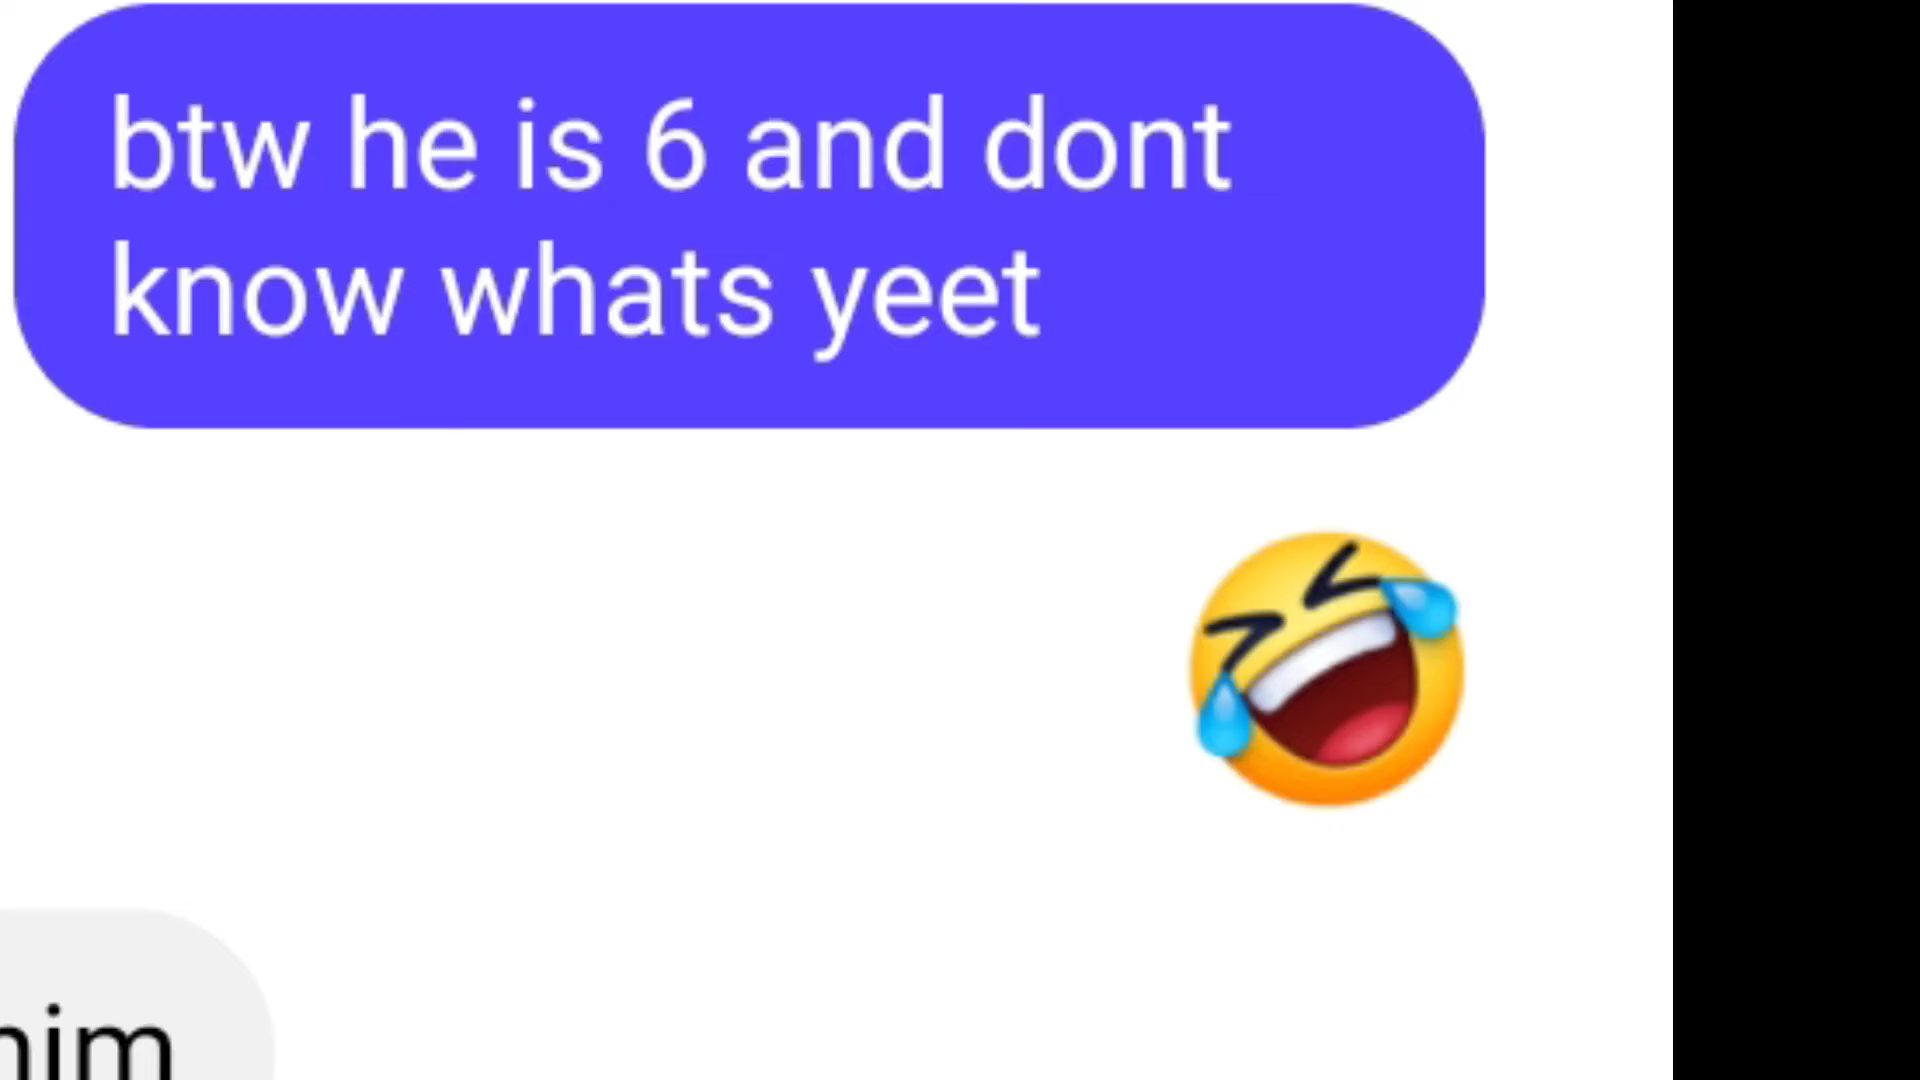 btw he is 6 and dont
know whats yeet
🤣